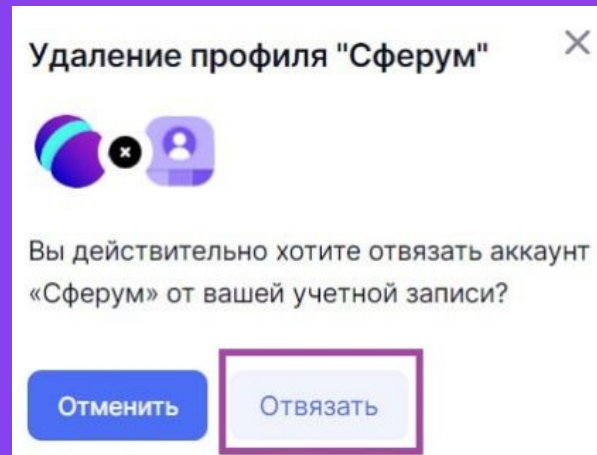 Удаление профиля "Сферум"
Вы действительно хотите отвязать аккаунт
«Сферум» от вашей учетной записи?
Отменить
Отвязать